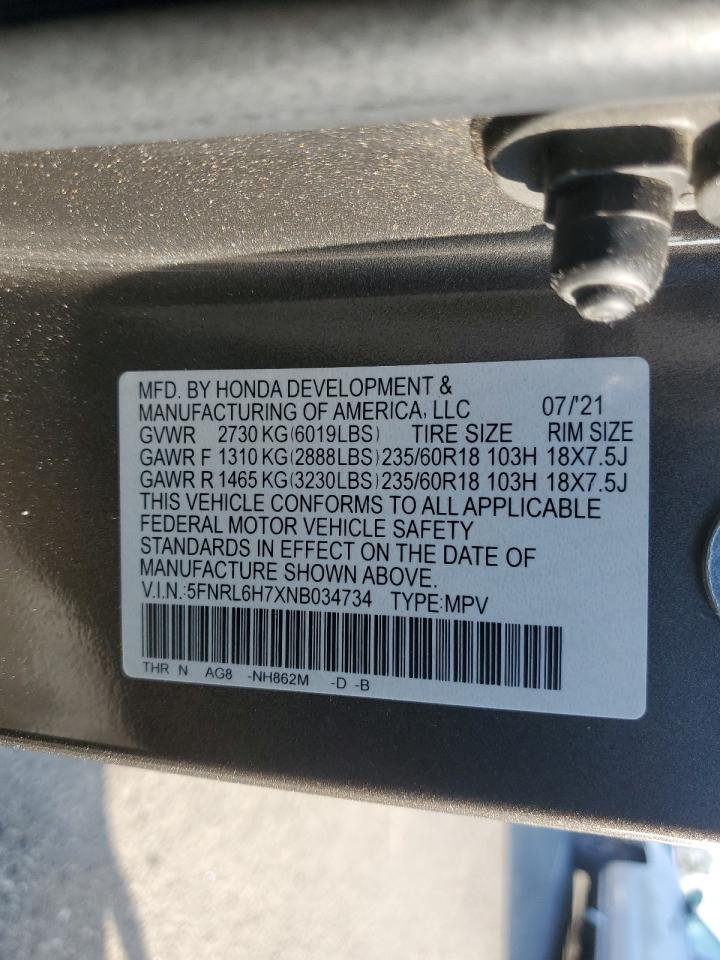 MFD. BY HONDA DEVELOPMENT &
MANUFACTURING OF AMERICA, LLC 07/'21
GVWR 2730 KG(6019LBS) TIRE SIZE RIM SIZE
GAWR F 1310 KG(2888LBS)235/60R18 103H 18X7.5J
GAWR R 1465 KG(3230LBS)235/60R18 103H 18X7.5J
THIS VEHICLE CONFORMS TO ALL APPLICABLE
FEDERAL MOTOR VEHICLE SAFETY
STANDARDS IN EFFECT ON THE DATE OF
MANUFACTURE SHOWN ABOVE.
V.I.N.:5FNRL6H7XNB034734 TYPE:MPV
THR N AG8 -NH862M -D -B